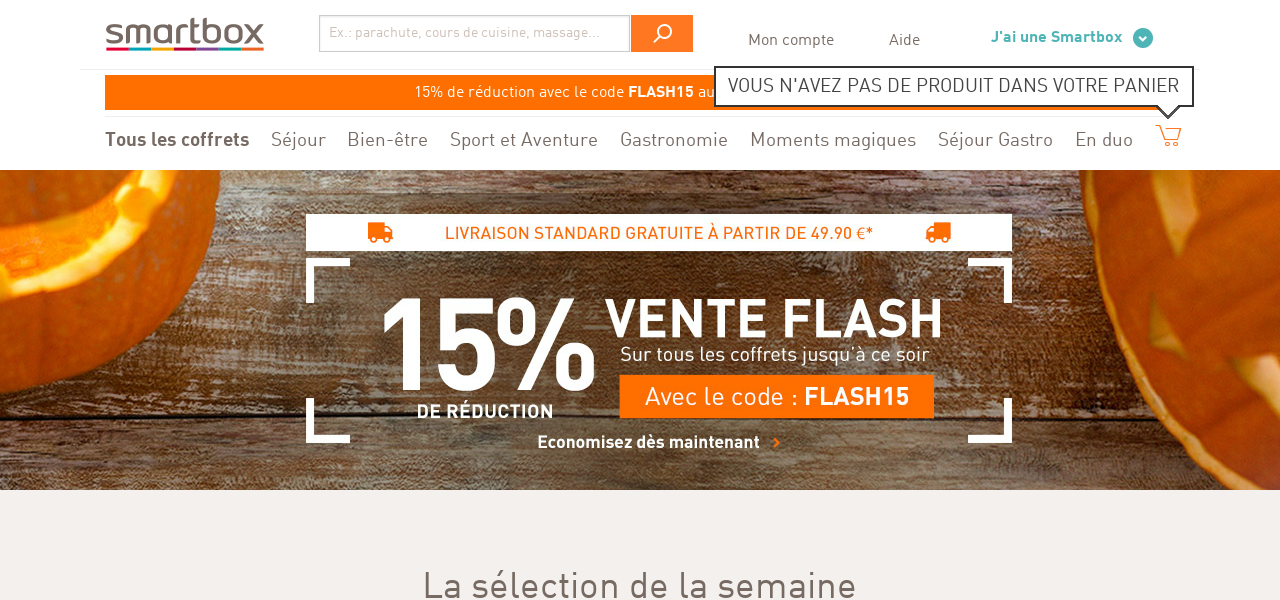 smartbox
Ex.: parachute, cours de cuisine, massage...
Mon compte
Aide
J'ai une Smartbox
VOUS N'AVEZ PAS DE PRODUIT DANS VOTRE PANIER
15% de réduction avec le code FLASH15 au
Tous les coffrets Séjour Bien-être Sport et Aventure Gastronomie Moments magiques Séjour Gastro En duo
LIVRAISON STANDARD GRATUITE À PARTIR DE 49.90 €*
15%
DE RÉDUCTION
VENTE FLASH
Sur tous les coffrets jusqu'à ce soir
Avec le code : FLASH15
Economisez dès maintenant
La sélection de la semaine